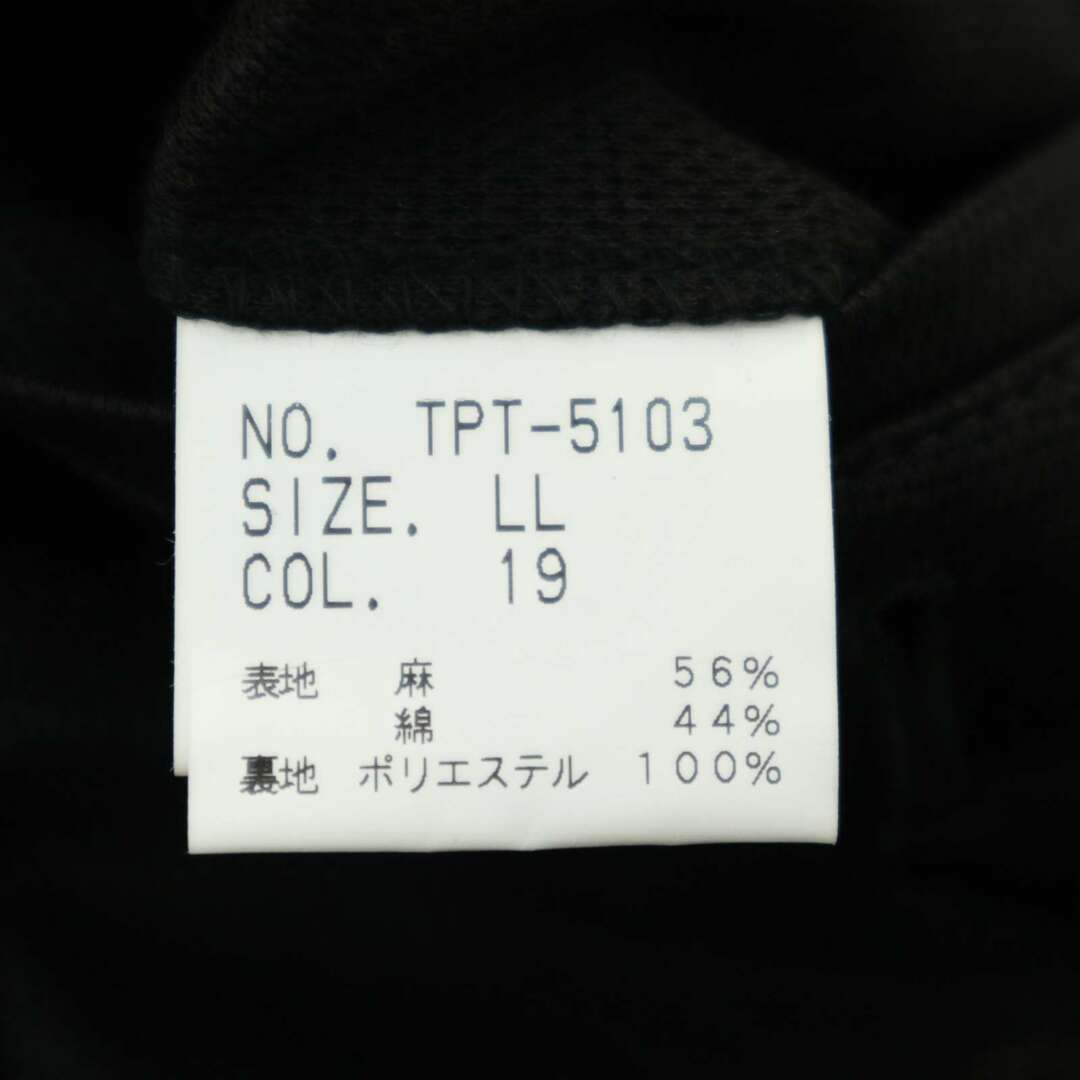 NO. TPT-5103
SIZE. LL
COL. 19
表地 麻 56%
綿 44%
裏地 ポリエステル 100%